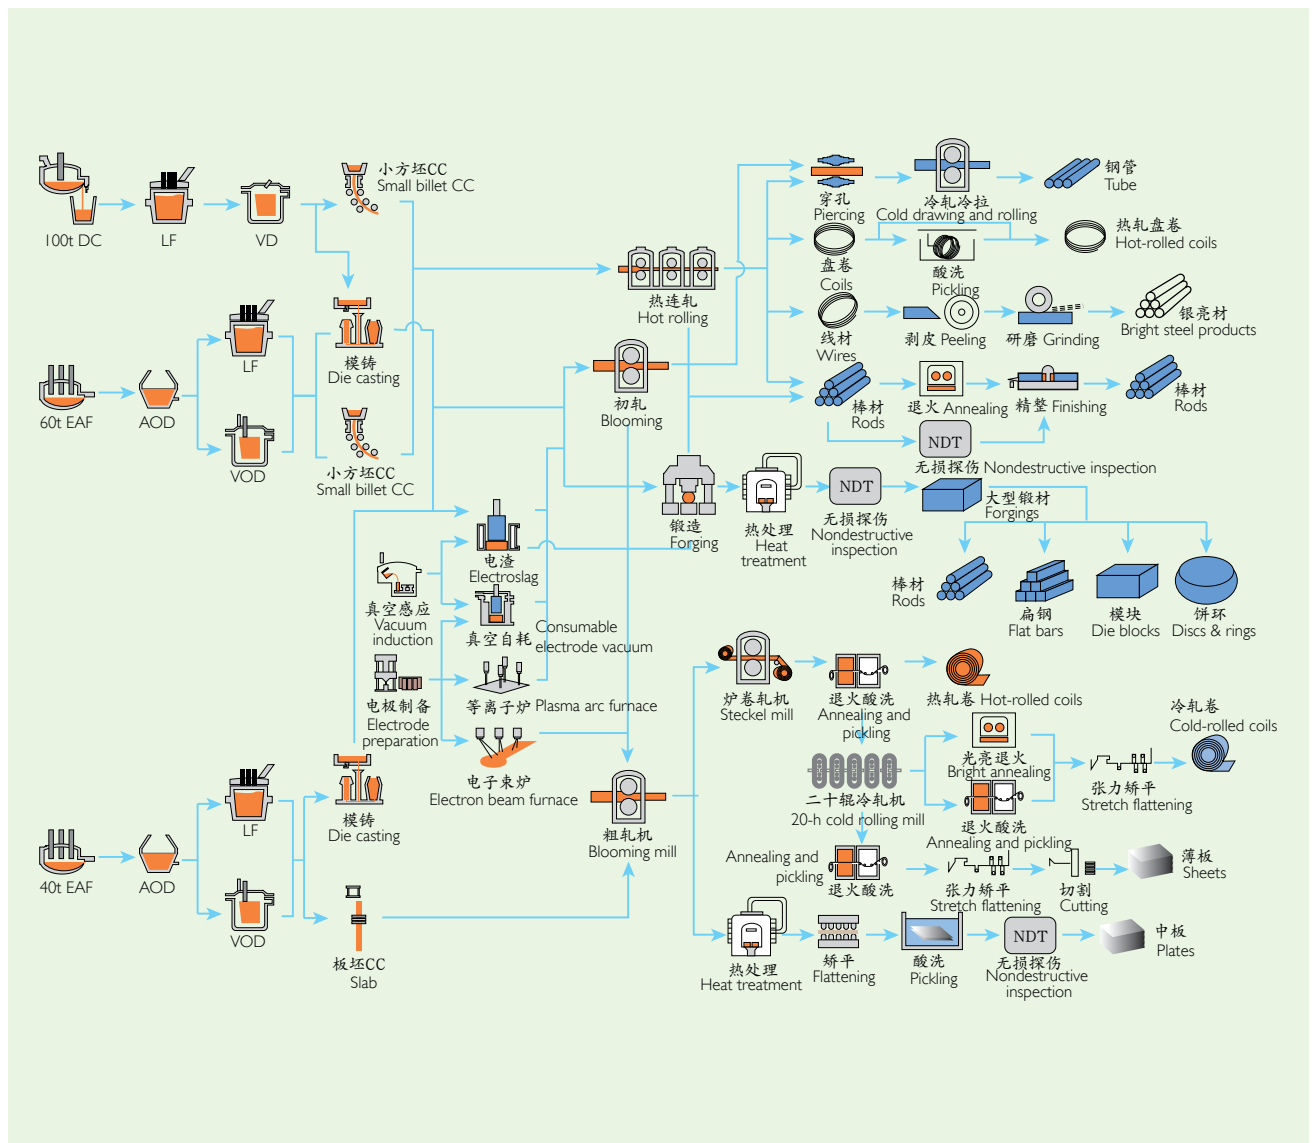 小方坯CC
Small billet CC
100t DC
LF
VD
钢管
Tube
穿孔
Piercing
冷轧冷拉
Cold drawing and rolling
热轧盘卷
Hot-rolled coils
盘卷
Coils
酸洗
Pickling
热连轧
Hot rolling
线材
Wires
剥皮 Peeling
研磨 Grinding
银亮材
Bright steel products
LF
模铸
Die casting
60t EAF
AOD
VOD
小方坯CC
Small billet CC
初轧
Blooming
棒材
Rods
退火 Annealing
精整 Finishing
棒材
Rods
NDT
无损探伤 Nondestructive inspection
锻造
Forging
热处理
Heat
treatment
NDT
无损探伤
Nondestructive
inspection
大型锻材
Forgings
电渣
Electroslag
真空感应
Vacuum
induction
真空自耗
Consumable
electrode vacuum
棒材
Rods
扁钢
Flat bars
模块
Die blocks
饼环
Discs & rings
电极制备
Electrode
preparation
等离子炉 Plasma arc furnace
电子束炉
Electron beam furnace
炉卷轧机
Steckel mill
退火酸洗
Annealing and
pickling
热轧卷 Hot-rolled coils
冷轧卷
Cold-rolled coils
光亮退火
Bright annealing
二十辊冷轧机
20-h cold rolling mill
退火酸洗
Annealing and pickling
张力矫平
Stretch flattening
LF
模铸
Die casting
40t EAF
AOD
VOD
板坯CC
Slab
粗轧机
Blooming mill
Annealing and
pickling
退火酸洗
张力矫平
Stretch flattening
切割
Cutting
薄板
Sheets
热处理
Heat treatment
矫平
Flattening
酸洗
Pickling
NDT
无损探伤
Nondestructive
inspection
中板
Plates